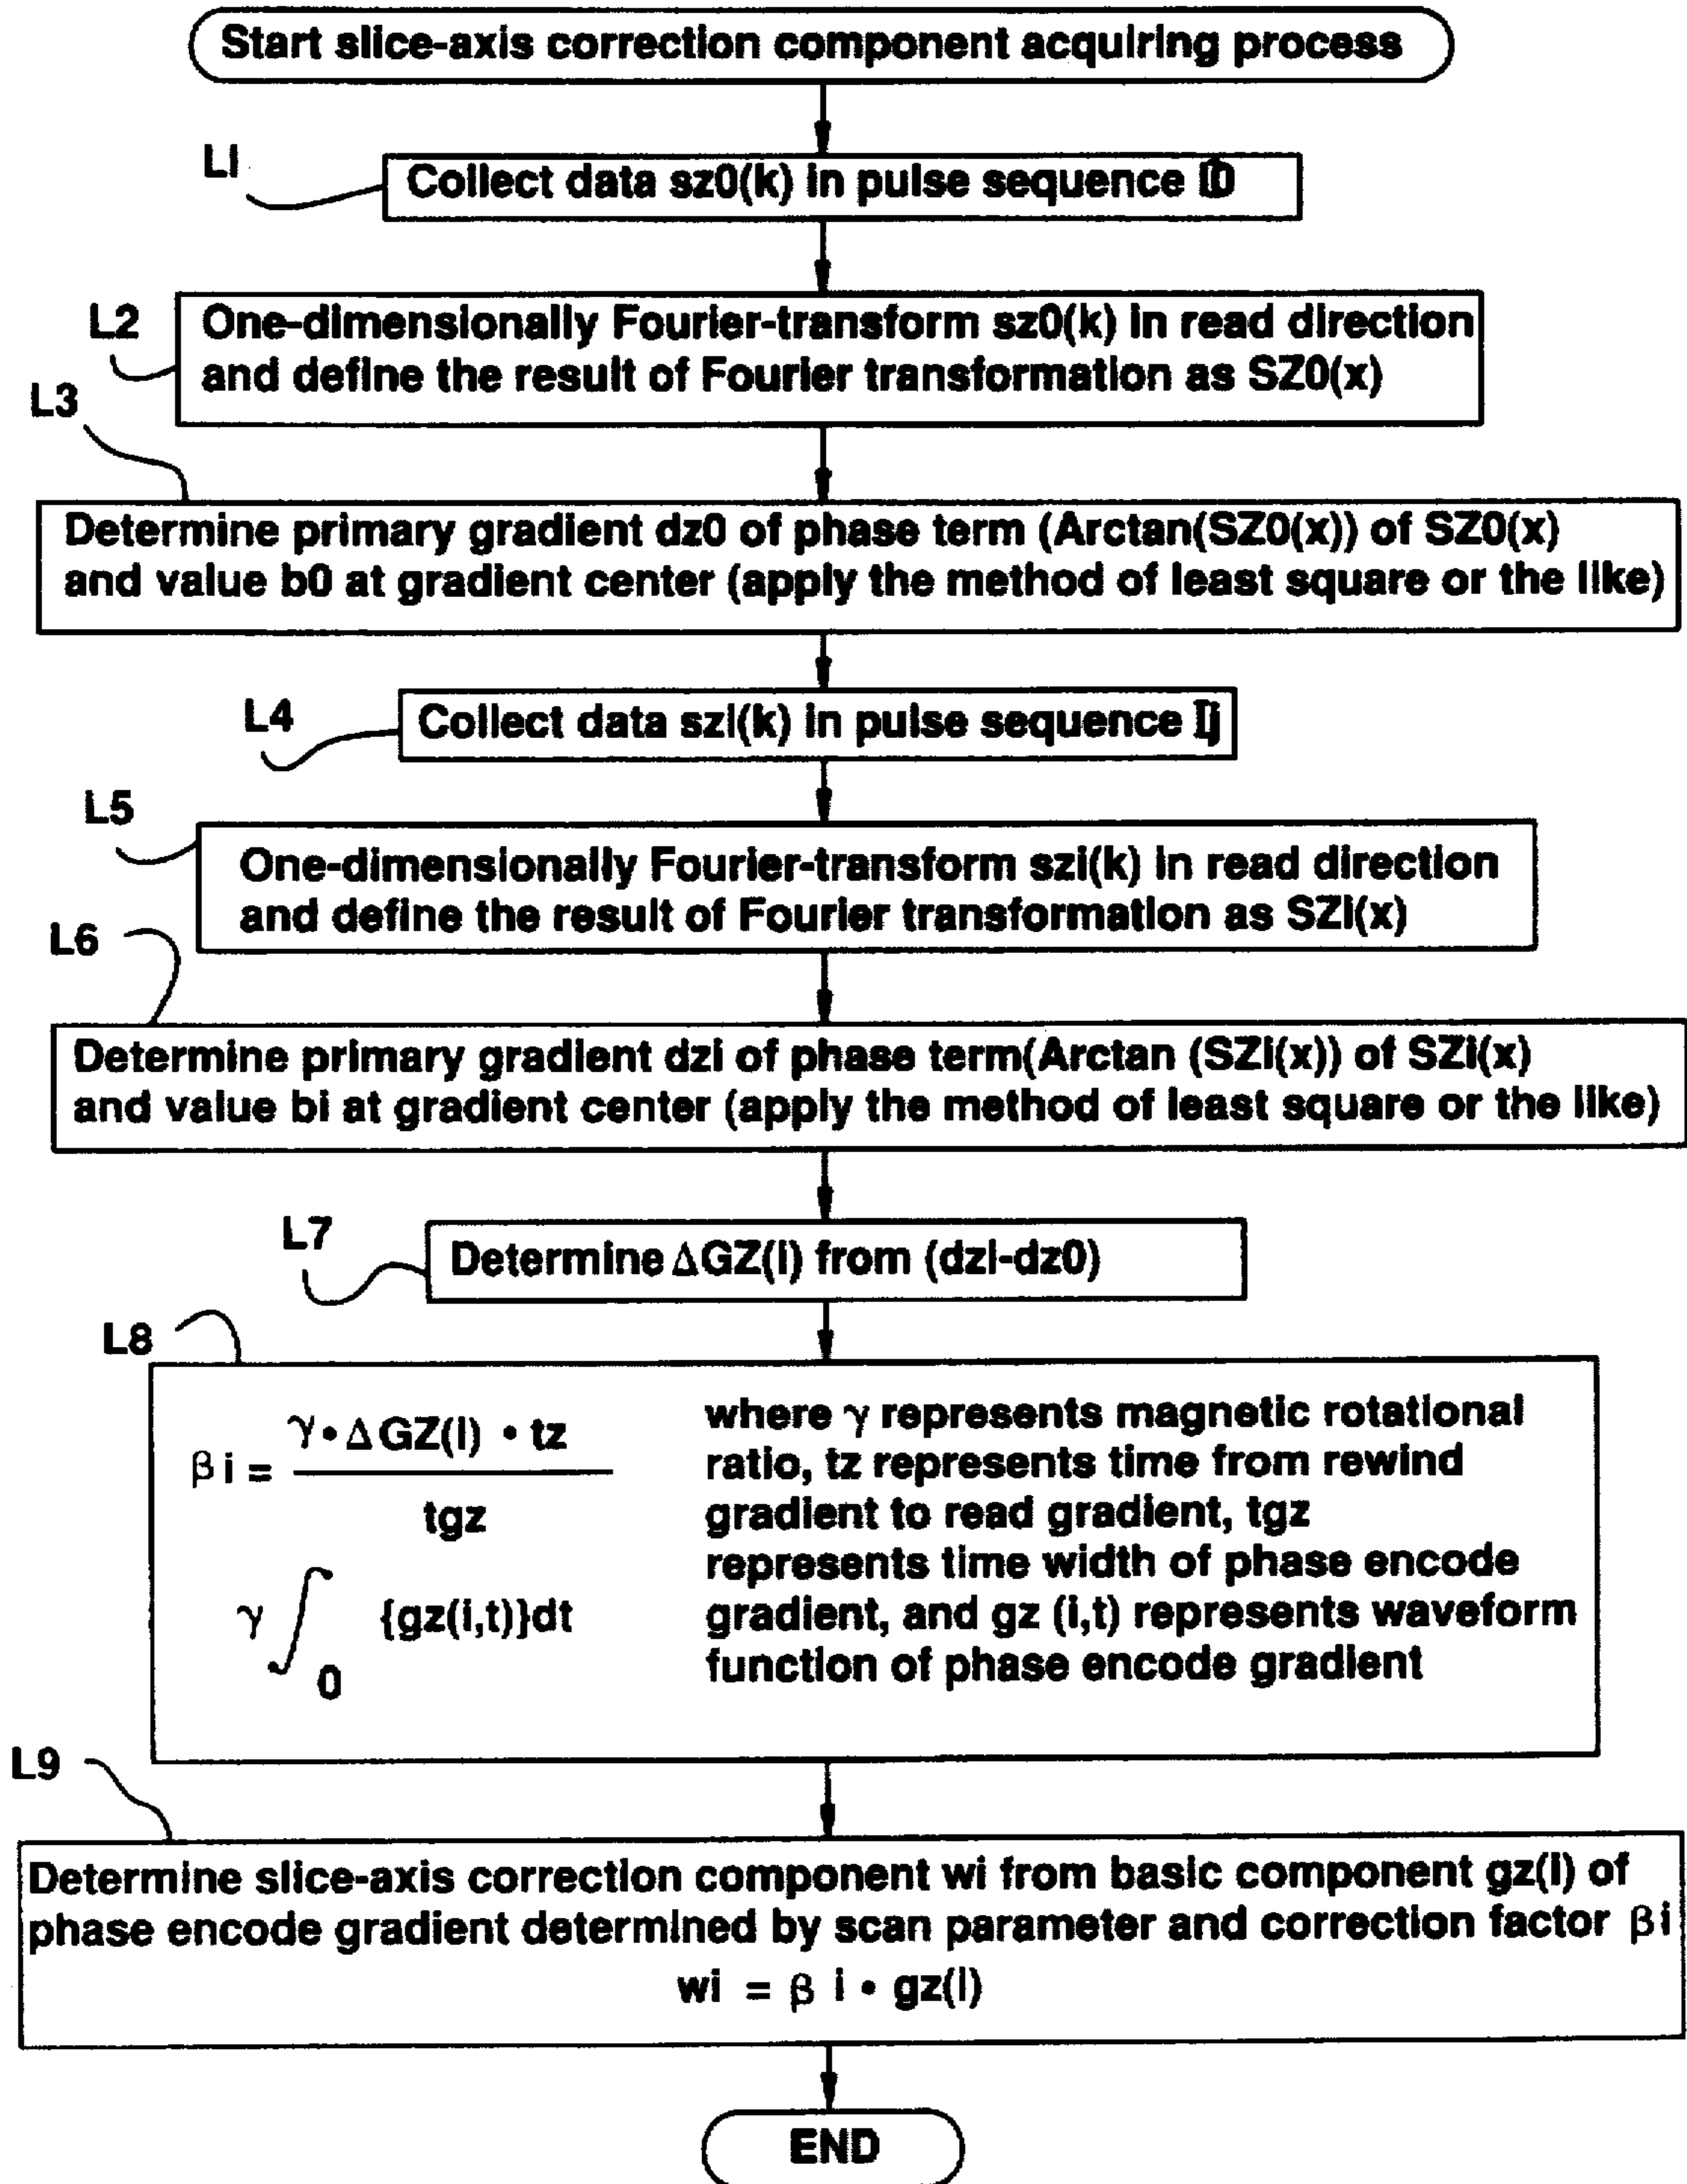 Start slice-axis correction component acquiring process
L1
Collect data sz0(k) in pulse sequence
L2
One-dimensionally Fourier-transform sz0(k) in read direction
and define the result of Fourier transformation as SZ0(x)
L3
Determine primary gradient dz0 of phase term (Arctan(SZ0(x)) of SZ0(x)
and value b0 at gradient center (apply the method of least square or the like)
L4
Collect data szi(k) in pulse sequence
L5
One-dimensionally Fourier-transform szi(k) in read direction
and define the result of Fourier transformation as SZi(x)
L6
Determine primary gradient dzi of phase term(Arctan (SZi(x)) of SZi(x)
and value bi at gradient center (apply the method of least square or the like)
L7
Determine ΔGZ(i) from (dzi-dz0)
L8
βi = γ•ΔGZ(i) • tz
tgz
γ ∫ {gz(i,t)}dt
0
where γ represents magnetic rotational
ratio, tz represents time from rewind
gradient to read gradient, tgz
represents time width of phase encode
gradient, and gz (i,t) represents waveform
function of phase encode gradient
L9
Determine slice-axis correction component wi from basic component gz(i) of
phase encode gradient determined by scan parameter and correction factor βi
wi = β i • gz(i)
END